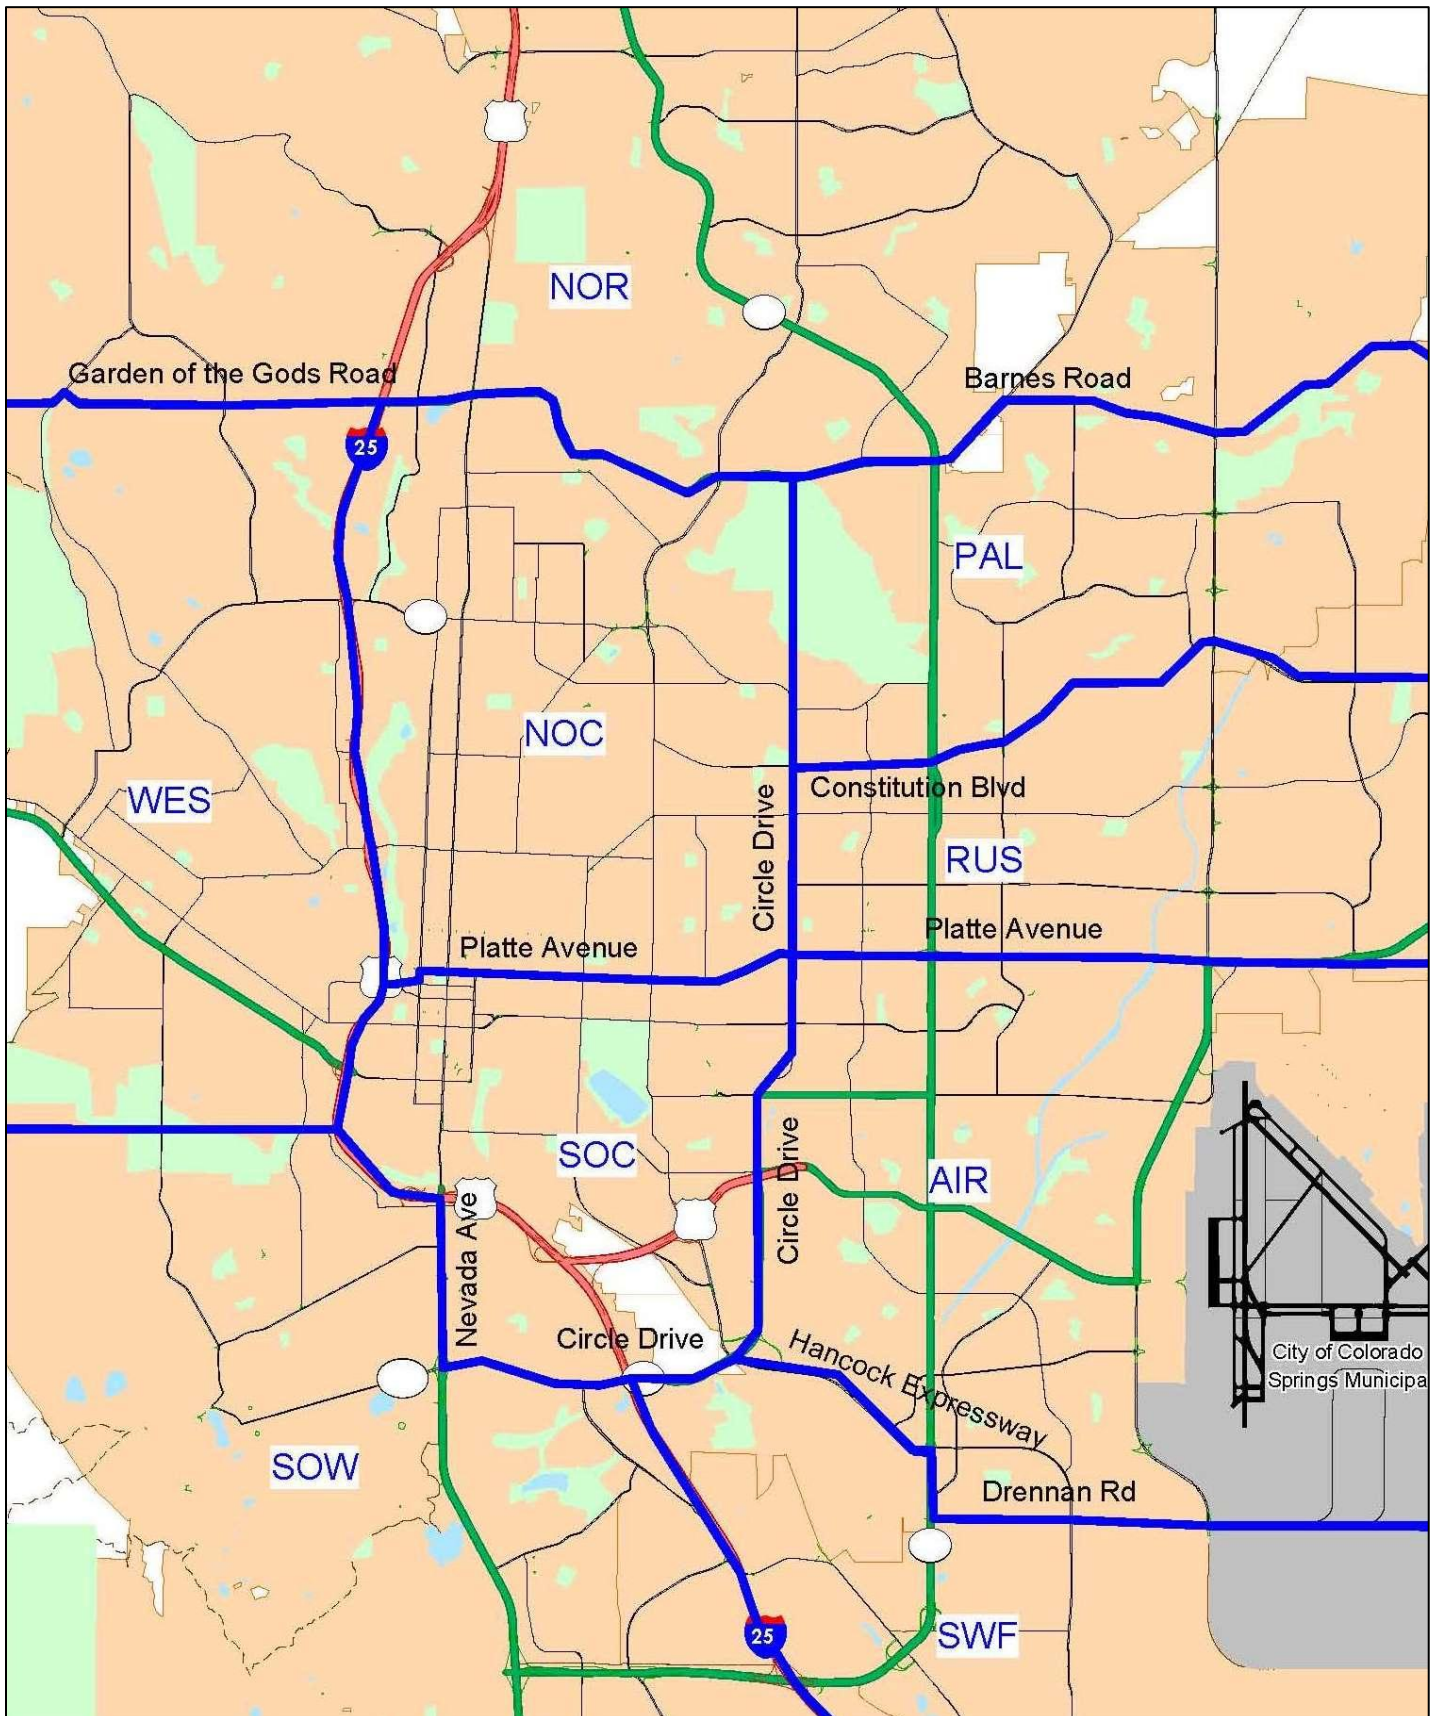 NOR
Garden of the Gods Road
Barnes Road
25
PAL
NOC
WES
Constitution Blvd
Circle Drive
RUS
Platte Avenue
Platte Avenue
SOC
Circle Drive
AIR
Nevada Ave
Circle Drive
Hancock Expressway
City of Colorado
Springs Municipa
SOW
Drennan Rd
25
SWF